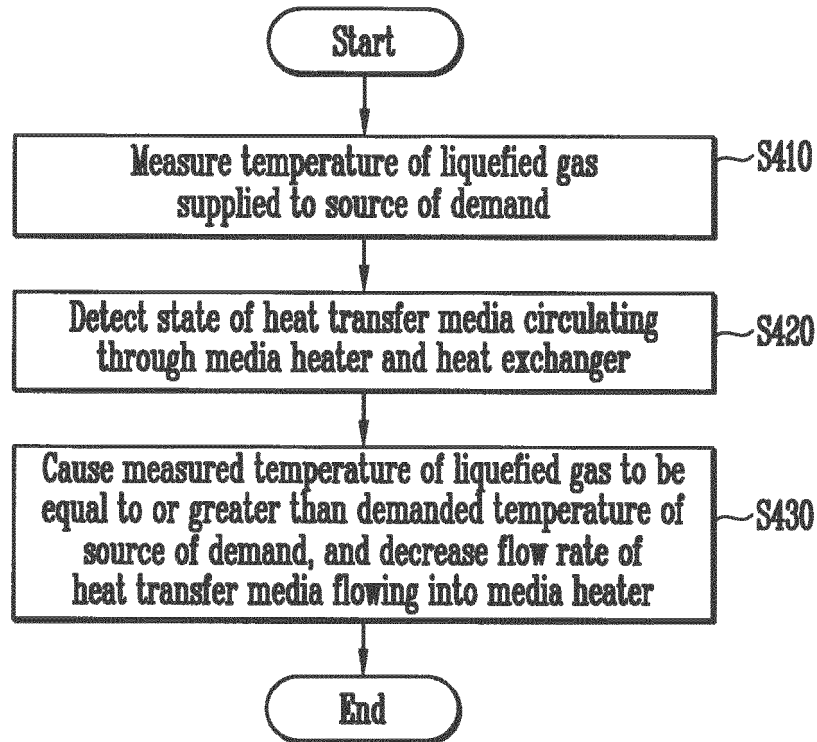 Start
Measure temperature of liquefied gas
supplied to source of demand
S410
Detect state of heat transfer media circulating
through media heater and heat exchanger
S420
Cause measured temperature of liquefied gas to be
equal to or greater than demanded temperature of
source of demand, and decrease flow rate of
heat transfer media flowing into media heater
S430
End